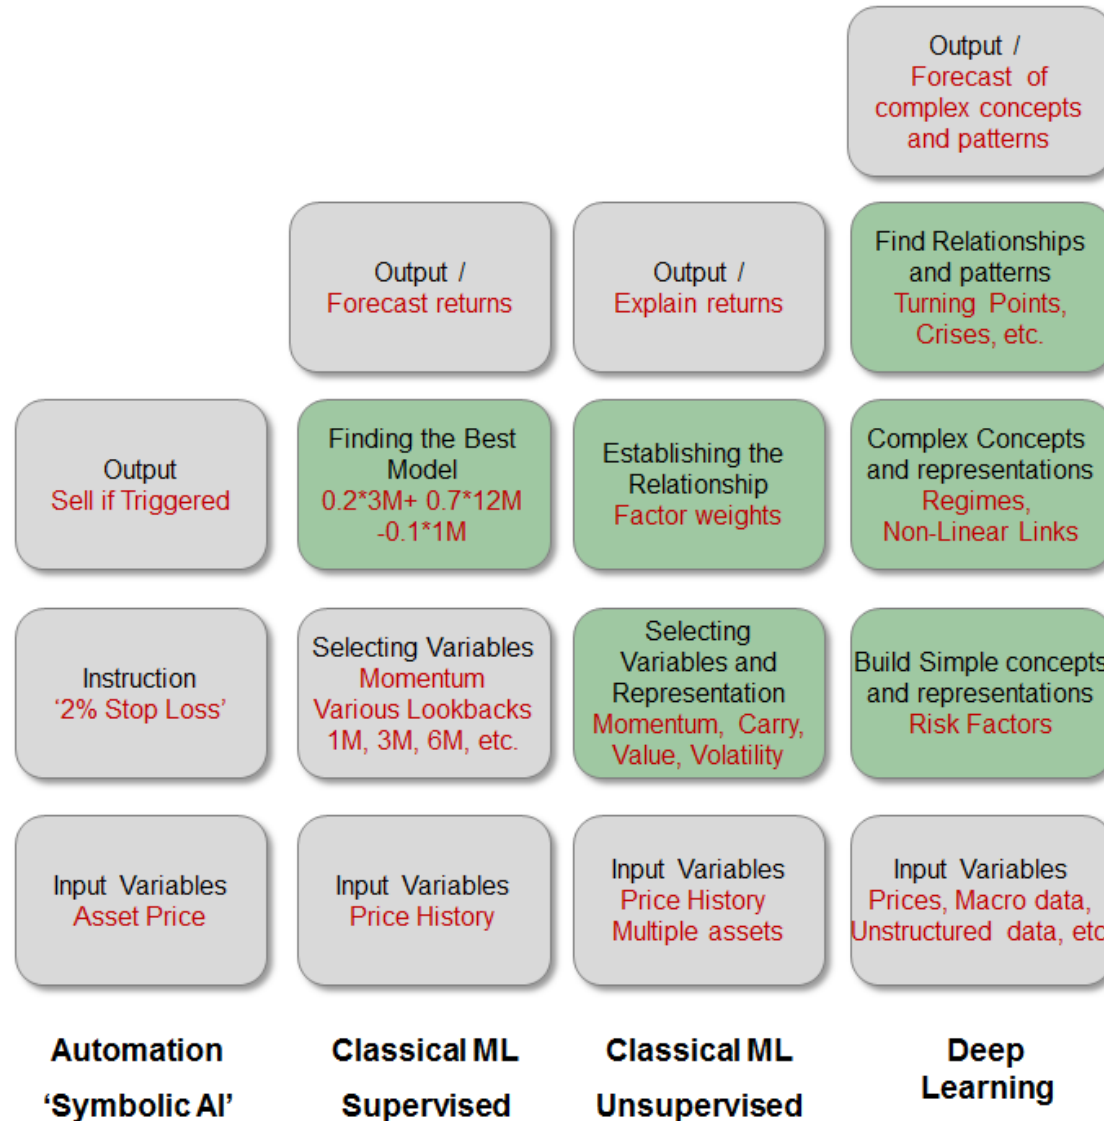 Output /
Forecast of
complex concepts
and patterns
Output /
Forecast returns
Output /
Explain returns
Find Relationships
and patterns
Turning Points,
Crises, etc.
Output
Sell if Triggered
Finding the Best
Model
0.2*3M+ 0.7*12M
-0.1*1M
Establishing the
Relationship
Factor weights
Complex Concepts
and representations
Regimes,
Non-Linear Links
Instruction
‘2% Stop Loss’
Selecting Variables
Momentum
Various Lookbacks
1M, 3M, 6M, etc.
Selecting
Variables and
Representation
Momentum, Carry,
Value, Volatility
Build Simple concepts
and representations
Risk Factors
Input Variables
Asset Price
Input Variables
Price History
Input Variables
Price History
Multiple assets
Input Variables
Prices, Macro data,
Unstructured data, etc
Automation
‘Symbolic AI’
Classical ML
Supervised
Classical ML
Unsupervised
Deep
Learning